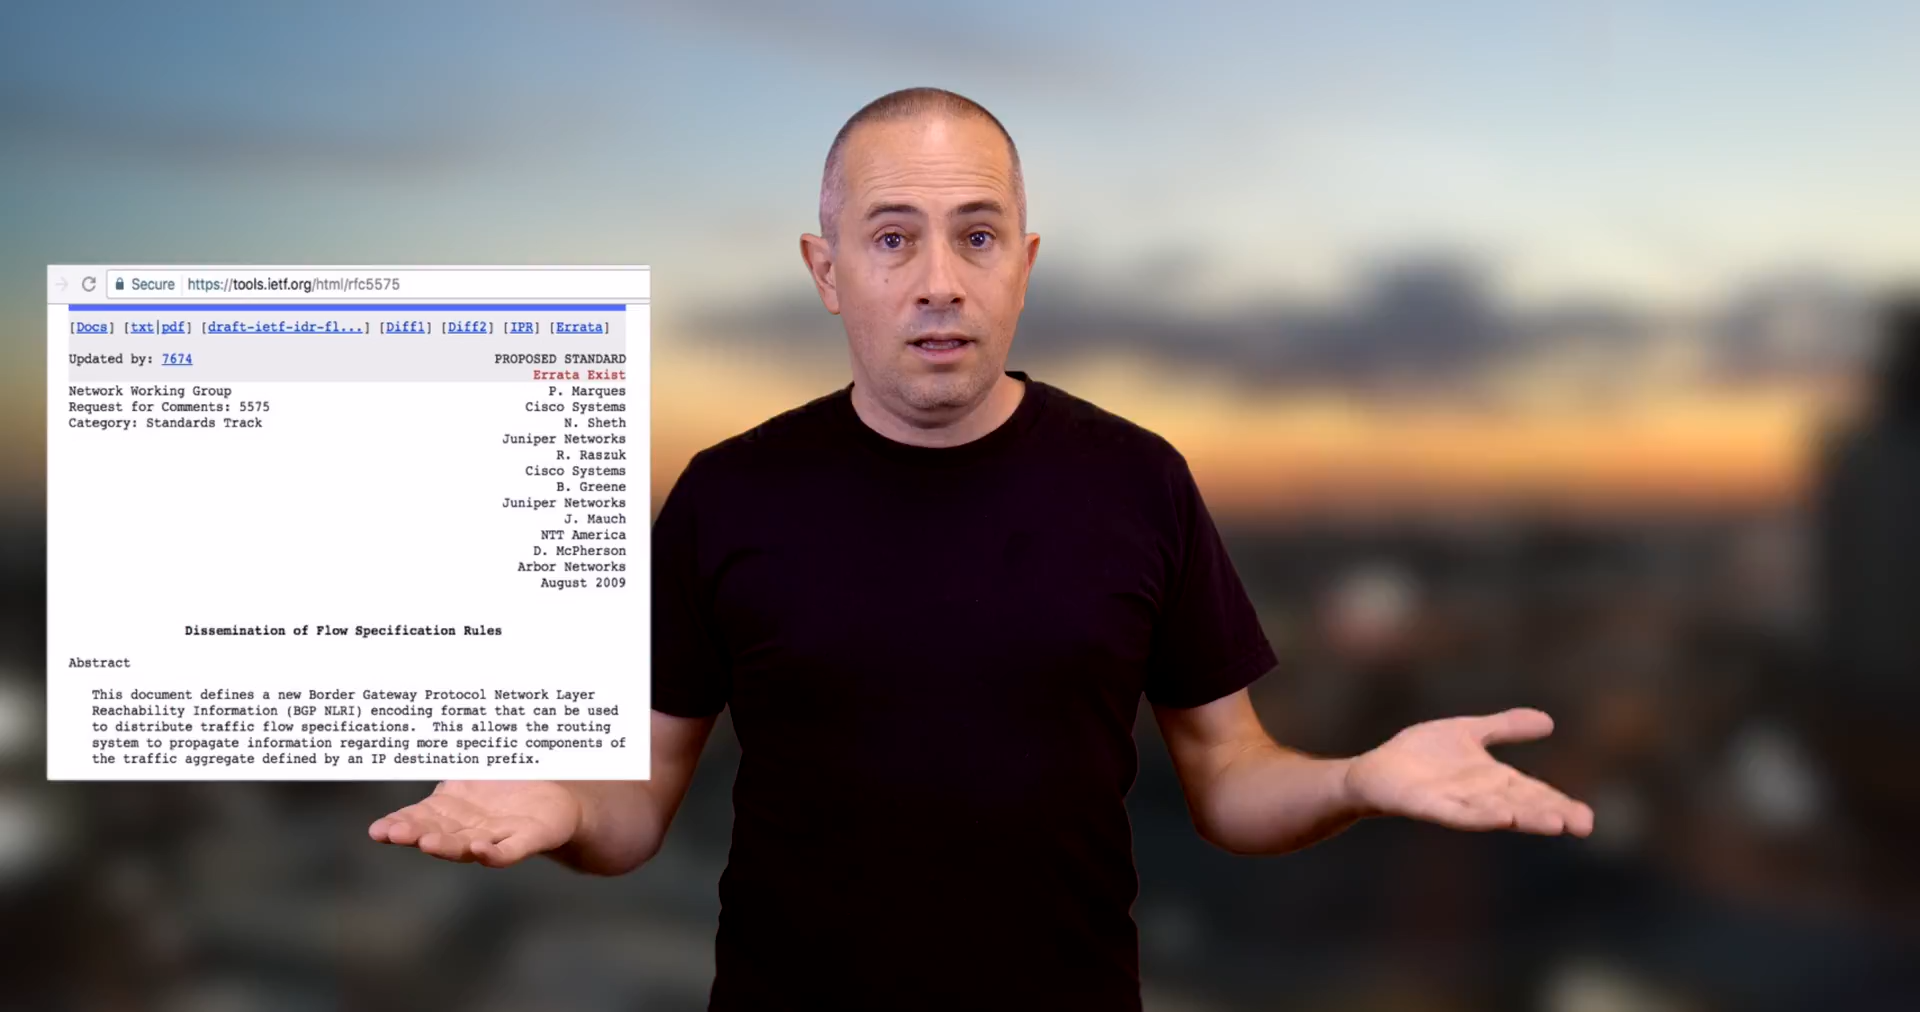 Secure https://tools.ietf.org/html/rfc5575
[Docs] [txt|pdf] [draft-ietf-idr-fl...] [Diff1] [Diff2] [IPR] [Errata]
Updated by: 7674 PROPOSED STANDARD
Errata Exist
Network Working Group P. Marques
Request for Comments: 5575 Cisco Systems
Category: Standards Track N. Sheth
Juniper Networks
R. Raszuk
Cisco Systems
B. Greene
Juniper Networks
J. Mauch
NTT America
D. McPherson
Arbor Networks
August 2009
Dissemination of Flow Specification Rules
Abstract
This document defines a new Border Gateway Protocol Network Layer
Reachability Information (BGP NLRI) encoding format that can be used
to distribute traffic flow specifications. This allows the routing
system to propagate information regarding more specific components of
the traffic aggregate defined by an IP destination prefix.